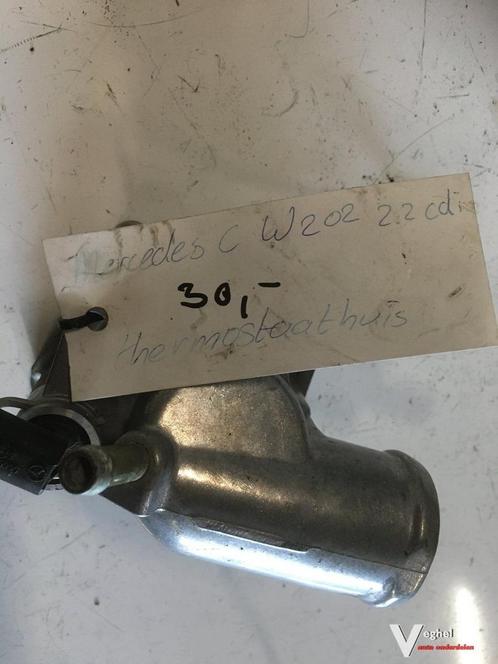 Mercedes C W202 2.2 cdi
30,-
thermostaathuis
Veghel
auto onderdelen